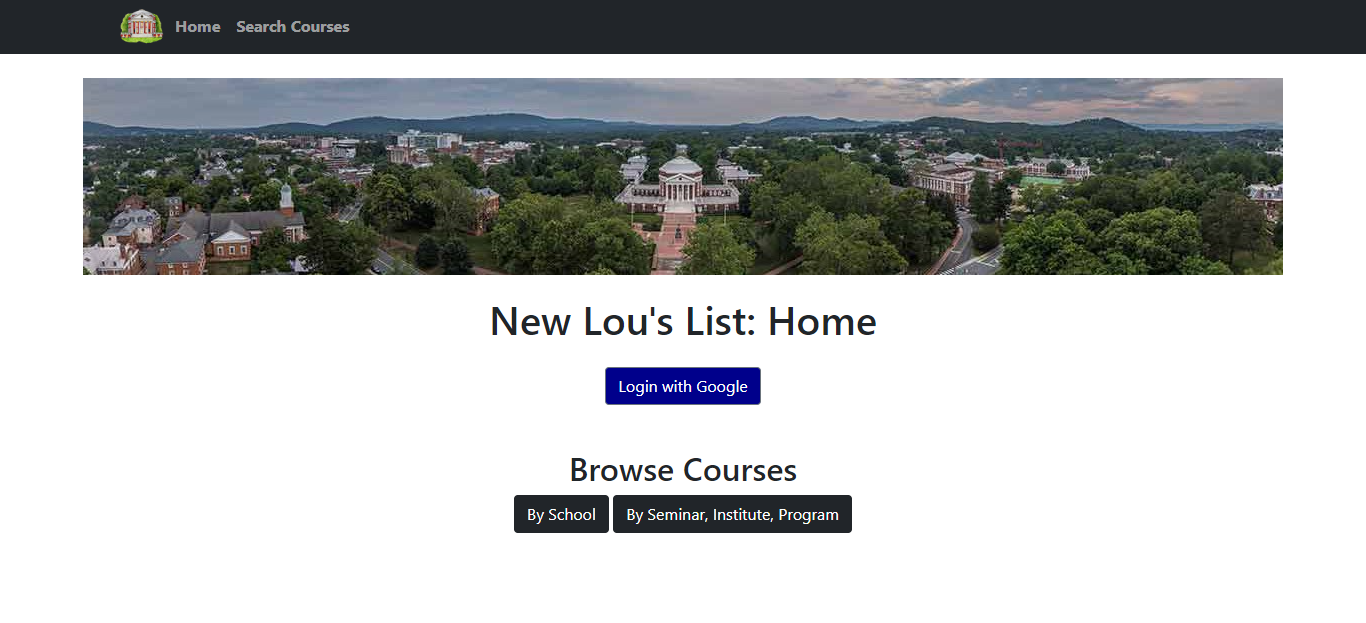 Home Search Courses
New Lou's List: Home
Login with Google
Browse Courses
By School By Seminar, Institute, Program